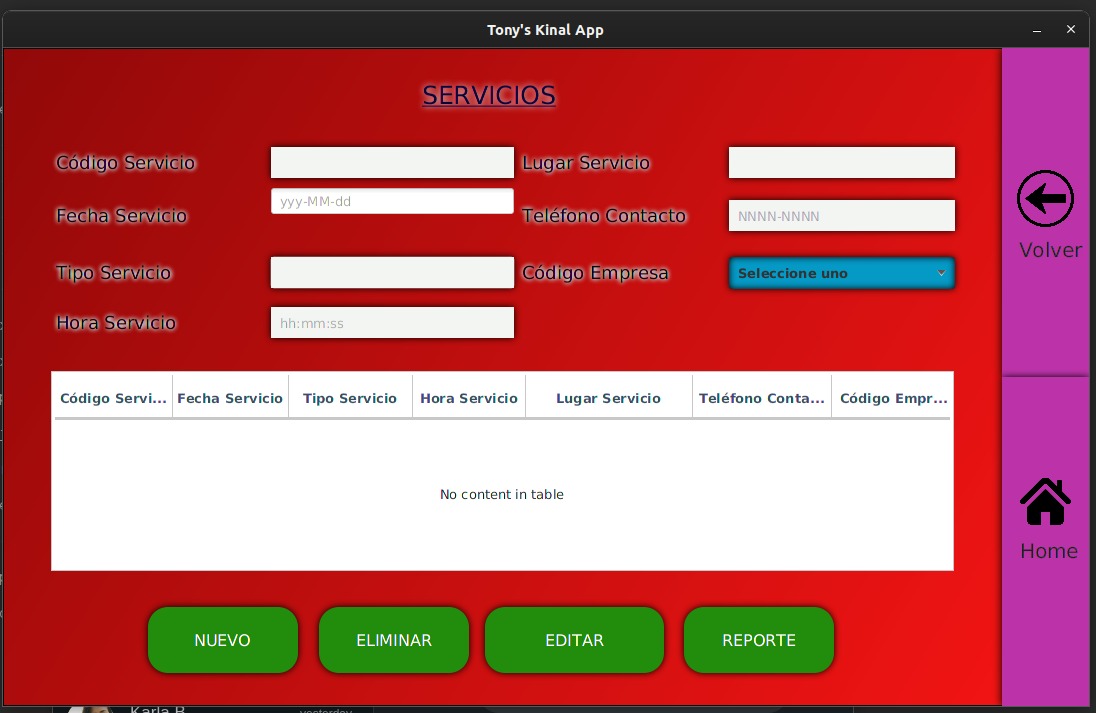 Tony's Kinal App
SERVICIOS
Código Servicio
Lugar Servicio
Fecha Servicio
yyy-MM-dd
Teléfono Contacto
NNNN-NNNN
Tipo Servicio
Código Empresa
Seleccione uno
Hora Servicio
hh:mm:ss
Código Servi... Fecha Servicio Tipo Servicio Hora Servicio Lugar Servicio Teléfono Conta... Código Empr...
No content in table
NUEVO ELIMINAR EDITAR REPORTE
Volver
Home
Karla B
yesterday